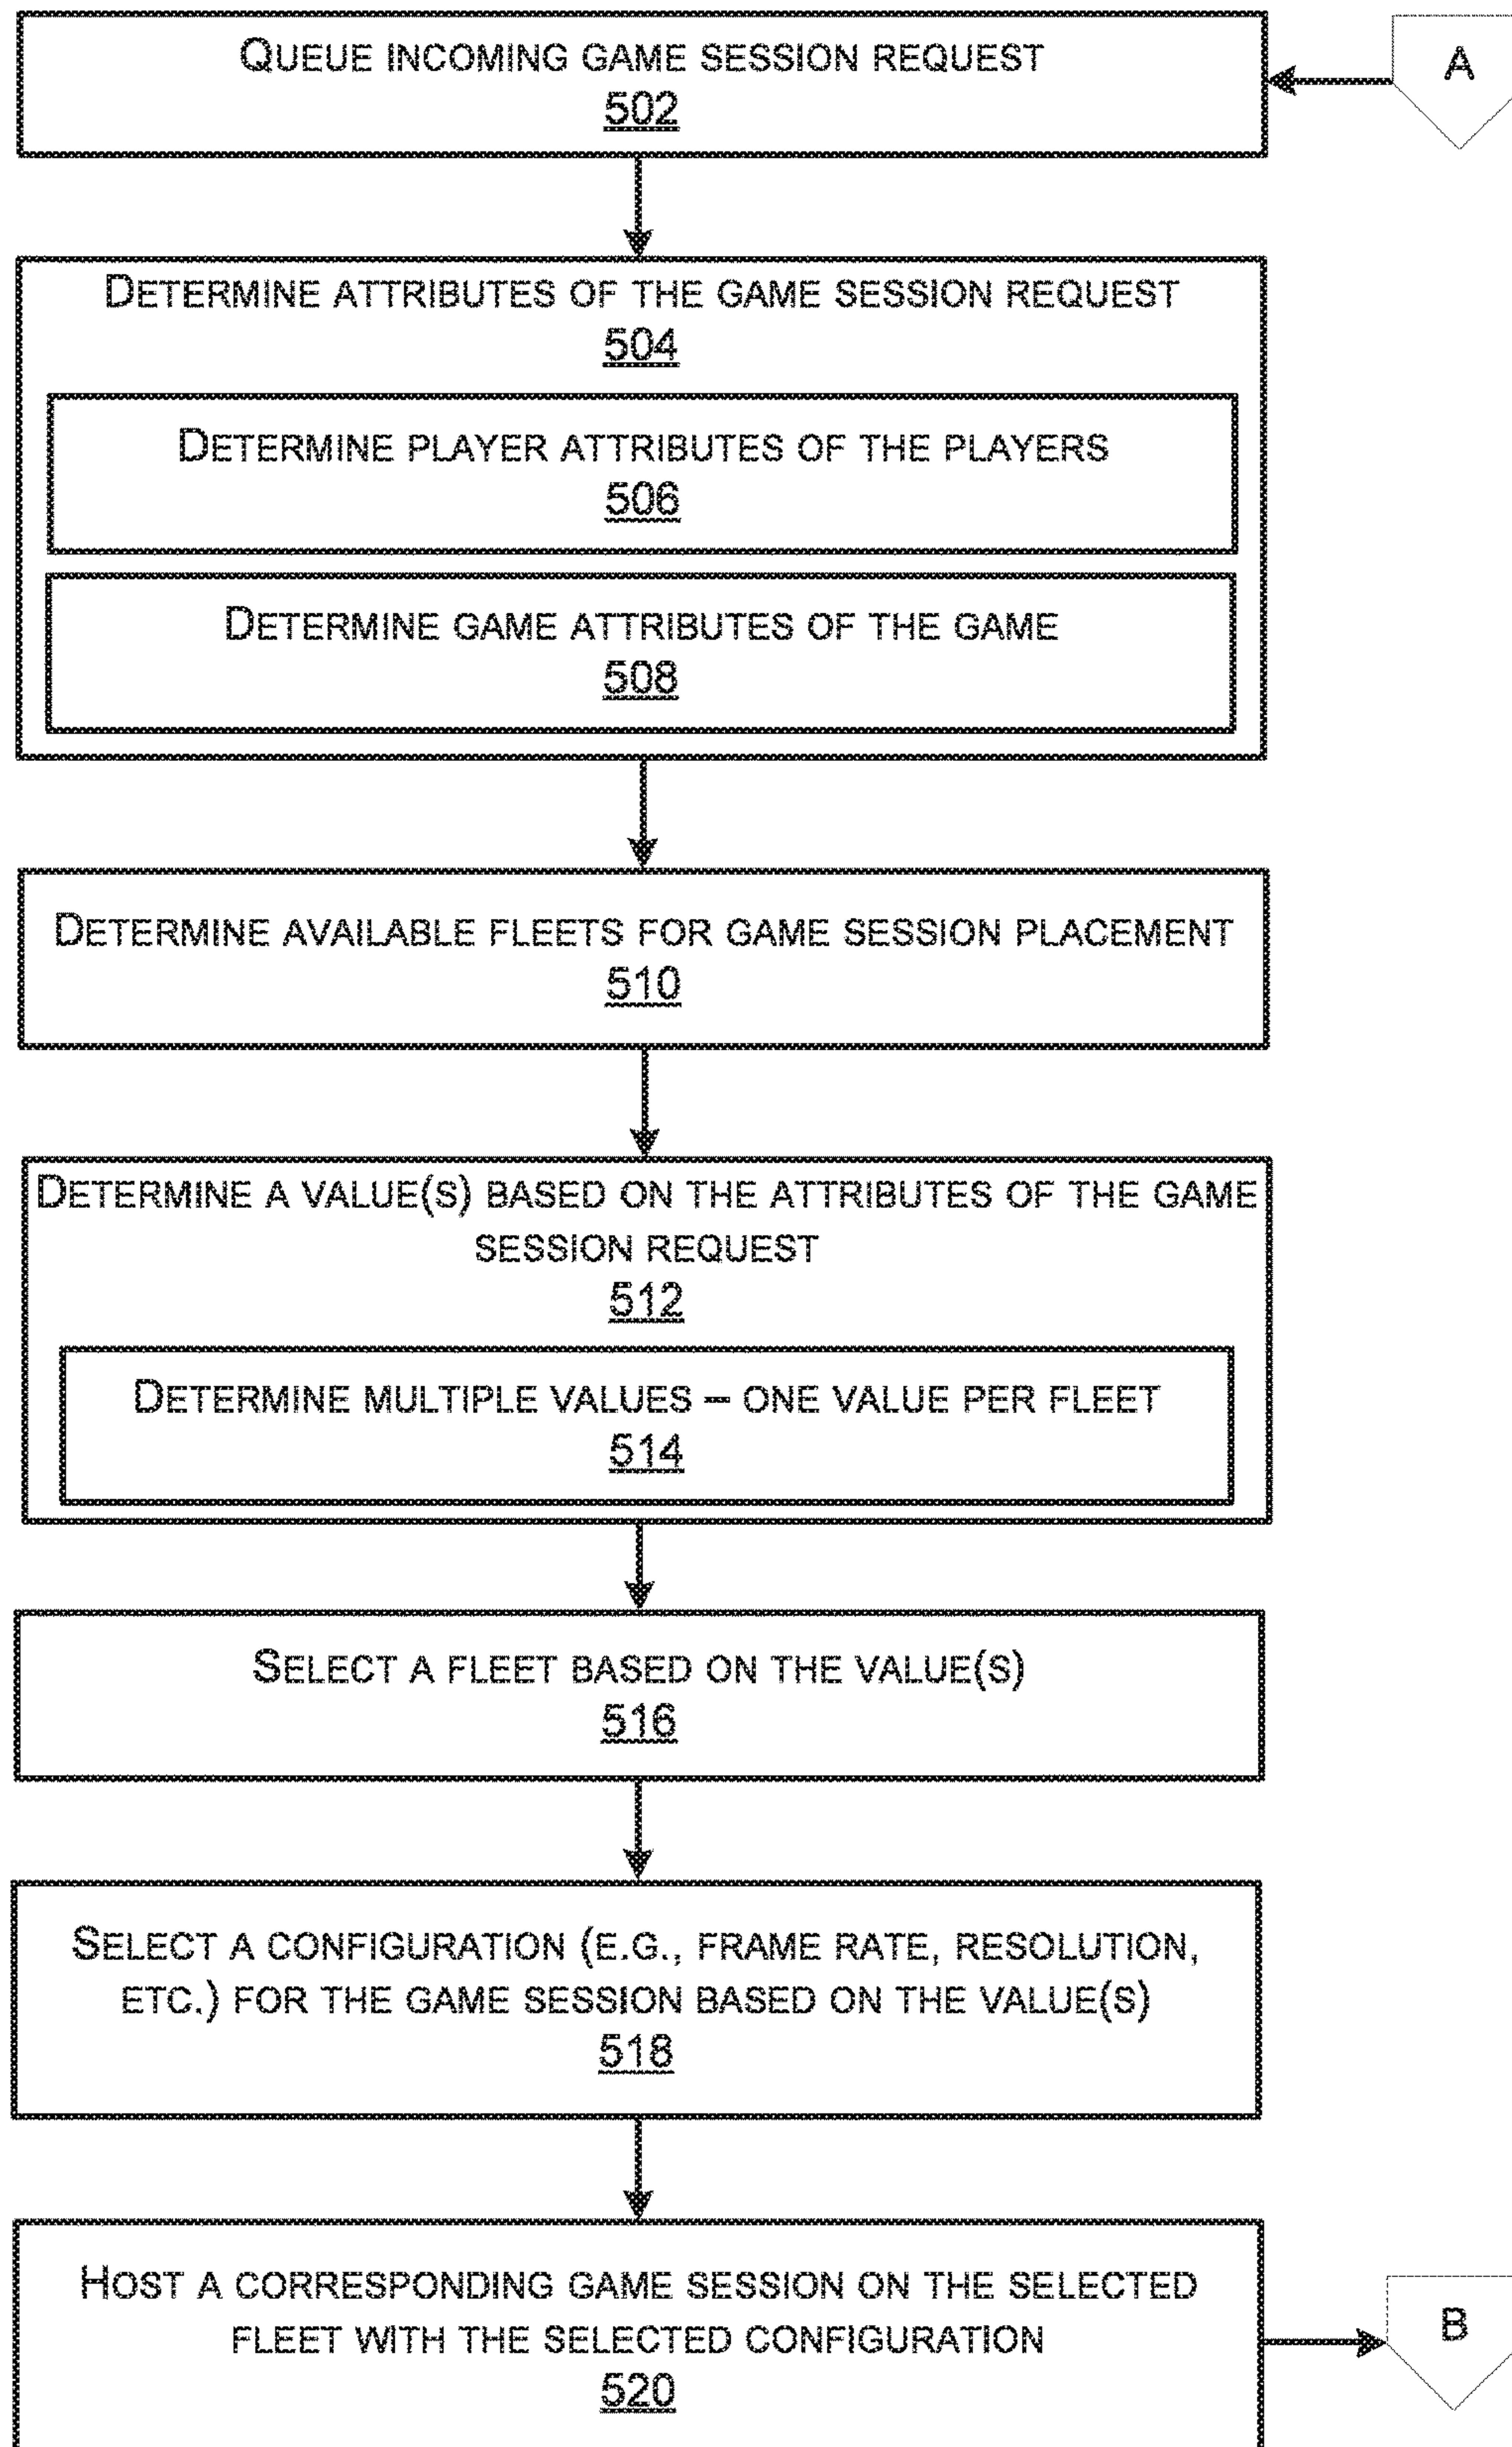 QUEUE INCOMING GAME SESSION REQUEST
502
A
DETERMINE ATTRIBUTES OF THE GAME SESSION REQUEST
504
DETERMINE PLAYER ATTRIBUTES OF THE PLAYERS
506
DETERMINE GAME ATTRIBUTES OF THE GAME
508
DETERMINE AVAILABLE FLEETS FOR GAME SESSION PLACEMENT
510
DETERMINE A VALUE(S) BASED ON THE ATTRIBUTES OF THE GAME
SESSION REQUEST
512
DETERMINE MULTIPLE VALUES – ONE VALUE PER FLEET
514
SELECT A FLEET BASED ON THE VALUE(S)
516
SELECT A CONFIGURATION (E.G., FRAME RATE, RESOLUTION,
ETC.) FOR THE GAME SESSION BASED ON THE VALUE(S)
518
HOST A CORRESPONDING GAME SESSION ON THE SELECTED
FLEET WITH THE SELECTED CONFIGURATION
520
B